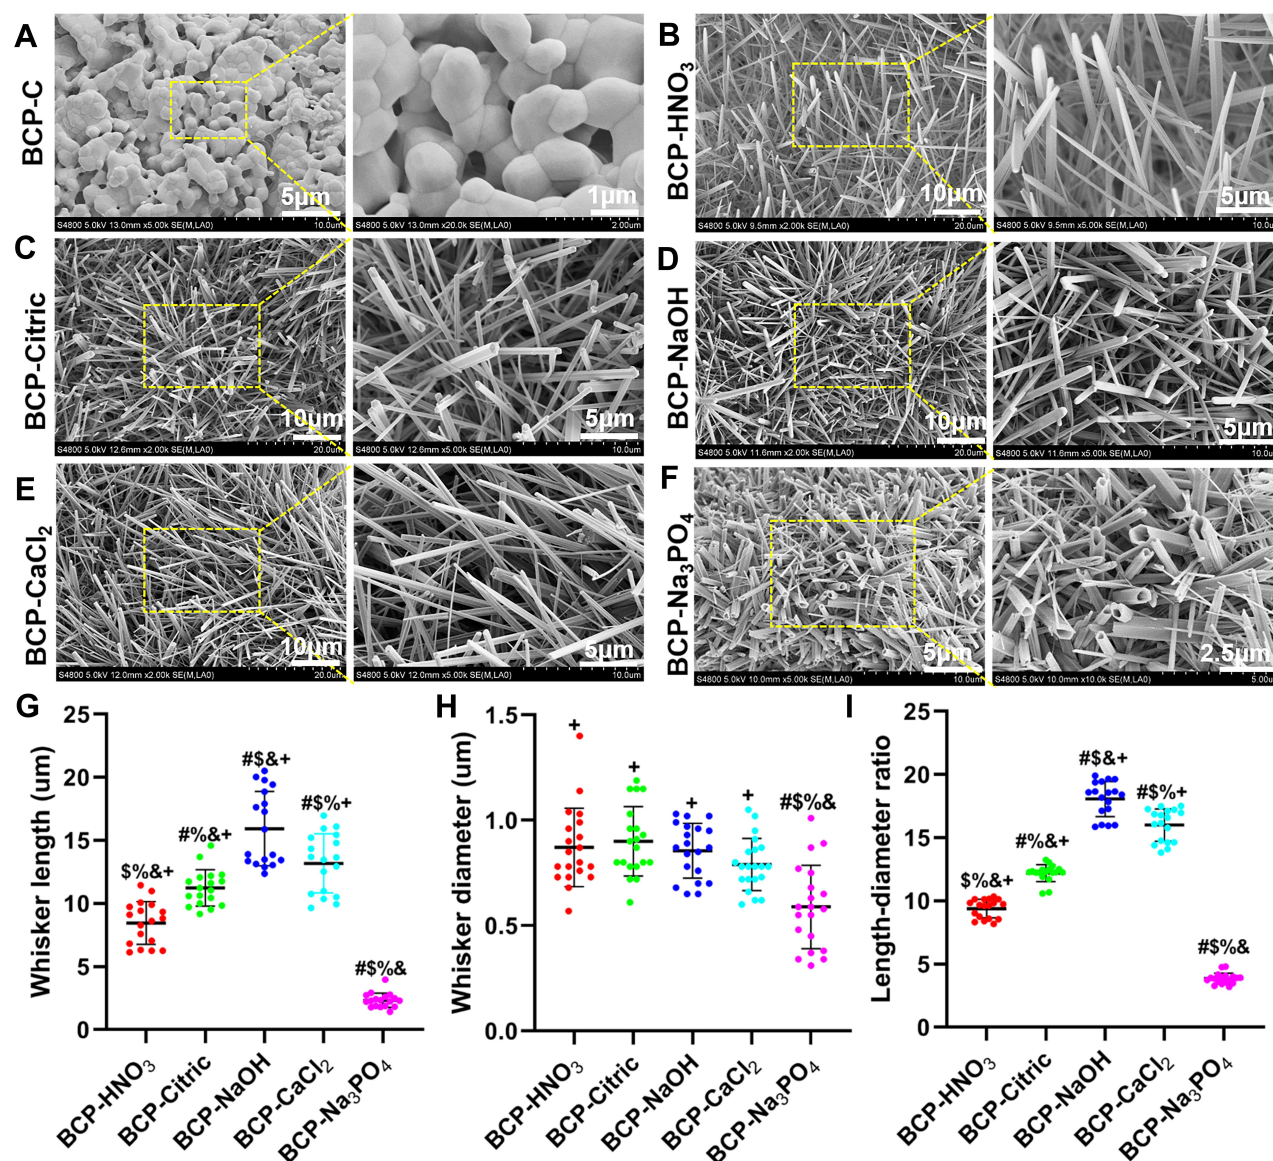 A
BCP-C
5μm
S4800 5.0kV 13.0mm x5.00k SE(M,LA0) 10.0um
1μm
S4800 5.0kV 13.0mm x20.0k SE(M,LA0) 2.00um
B
BCP-HNO3
10μm
S4800 5.0kV 9.5mm x2.00k SE(M,LA0) 20.0um
5μm
S4800 5.0kV 9.5mm x5.00k SE(M,LA0) 10.0u
C
BCP-Citric
10μm
S4800 5.0kV 12.6mm x2.00k SE(M,LA0) 20.0um
5μm
S4800 5.0kV 12.6mm x5.00k SE(M,LA0) 10.0um
D
BCP-NaOH
10μm
S4800 5.0kV 11.6mm x2.00k SE(M,LA0) 20.0um
5μm
S4800 5.0kV 11.6mm x5.00k SE(M,LA0) 10.0u
E
BCP-CaCl2
10μm
S4800 5.0kV 12.0mm x2.00k SE(M,LA0) 20.0um
5μm
S4800 5.0kV 12.0mm x5.00k SE(M,LA0) 10.0um
F
BCP-Na3PO4
5μm
S4800 5.0kV 10.0mm x5.00k SE(M,LA0) 10.0um
2.5μm
S4800 5.0kV 10.0mm x10.0k SE(M,LA0) 5.00u
G
Whisker length (um)
25
20
15
10
5
0
$%&+
#%&+
#$&+
#$%+
#$%&
BCP-HNO3
BCP-Citric
BCP-NaOH
BCP-CaCl2
BCP-Na3PO4
H
Whisker diameter (um)
1.5
1.0
0.5
0.0
+
+
+
+
#$%&
BCP-HNO3
BCP-Citric
BCP-NaOH
BCP-CaCl2
BCP-Na3PO4
I
Length-diameter ratio
25
20
15
10
5
0
$%&+
#%&+
#$&+
#$%+
#$%&
BCP-HNO3
BCP-Citric
BCP-NaOH
BCP-CaCl2
BCP-Na3PO4